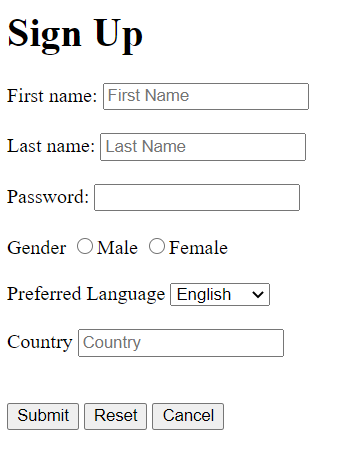 Sign Up
First name: First Name
Last name: Last Name
Password:
Gender Male Female
Preferred Language English
Country Country
Submit Reset Cancel